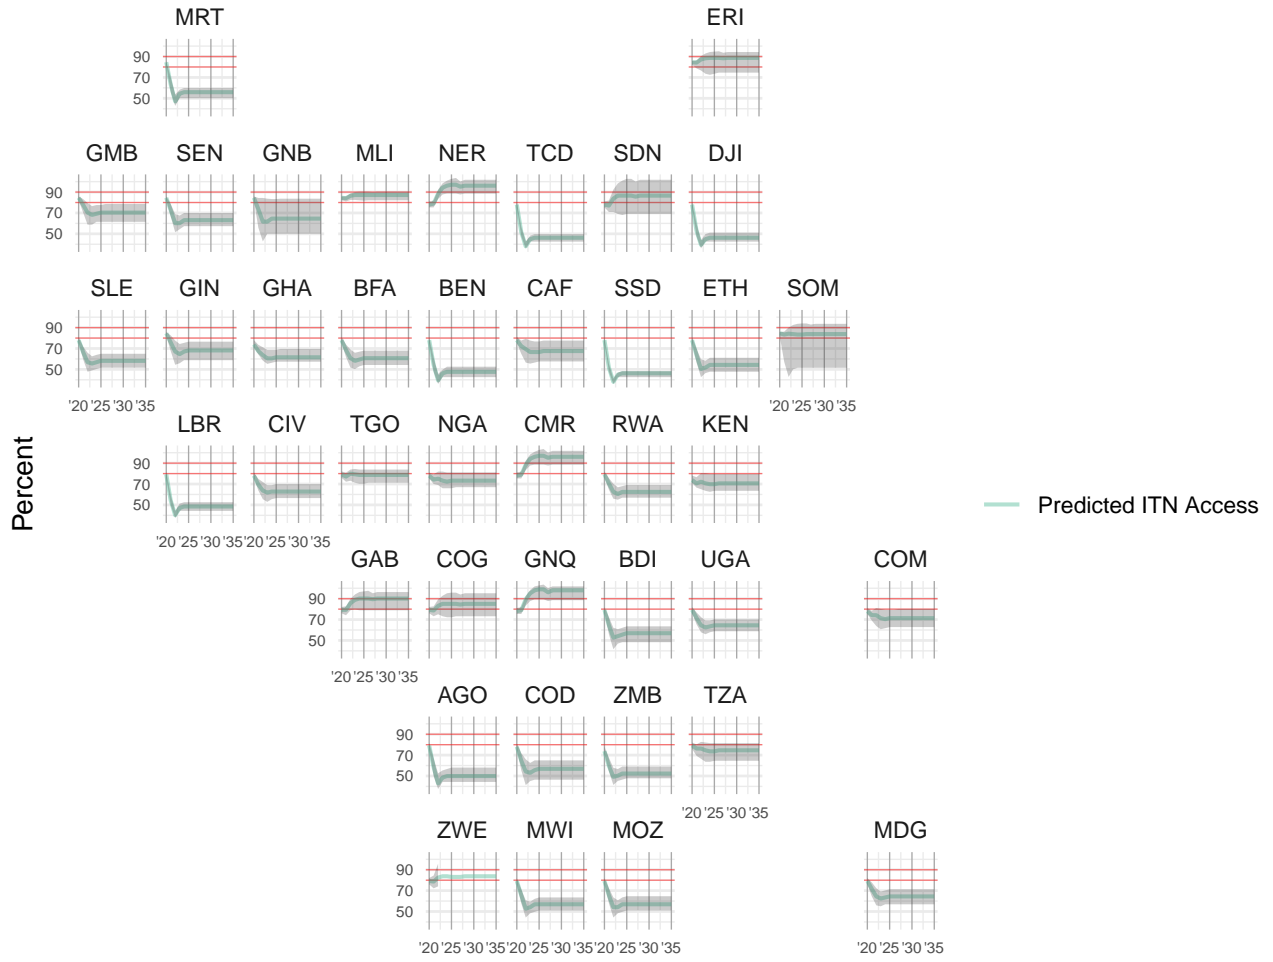 MRT ERI
90
70
50
GMB SEN GNB MLI NER TCD SDN DJI
90
70
50
SLE GIN GHA BFA BEN CAF SSD ETH SOM
90
70
50
'20 '25 '30 '35 '20 '25 '30 '35
LBR CIV TGO NGA CMR RWA KEN
90
70
50
'20 '25 '30 '35 '20 '25 '30 '35
Percent
Predicted ITN Access
GAB COG GNQ BDI UGA COM
90
70
50
'20 '25 '30 '35
AGO COD ZMB TZA
90
70
50
'20 '25 '30 '35
ZWE MWI MOZ MDG
90
70
50
'20 '25 '30 '35 '20 '25 '30 '35 '20 '25 '30 '35 '20 '25 '30 '35